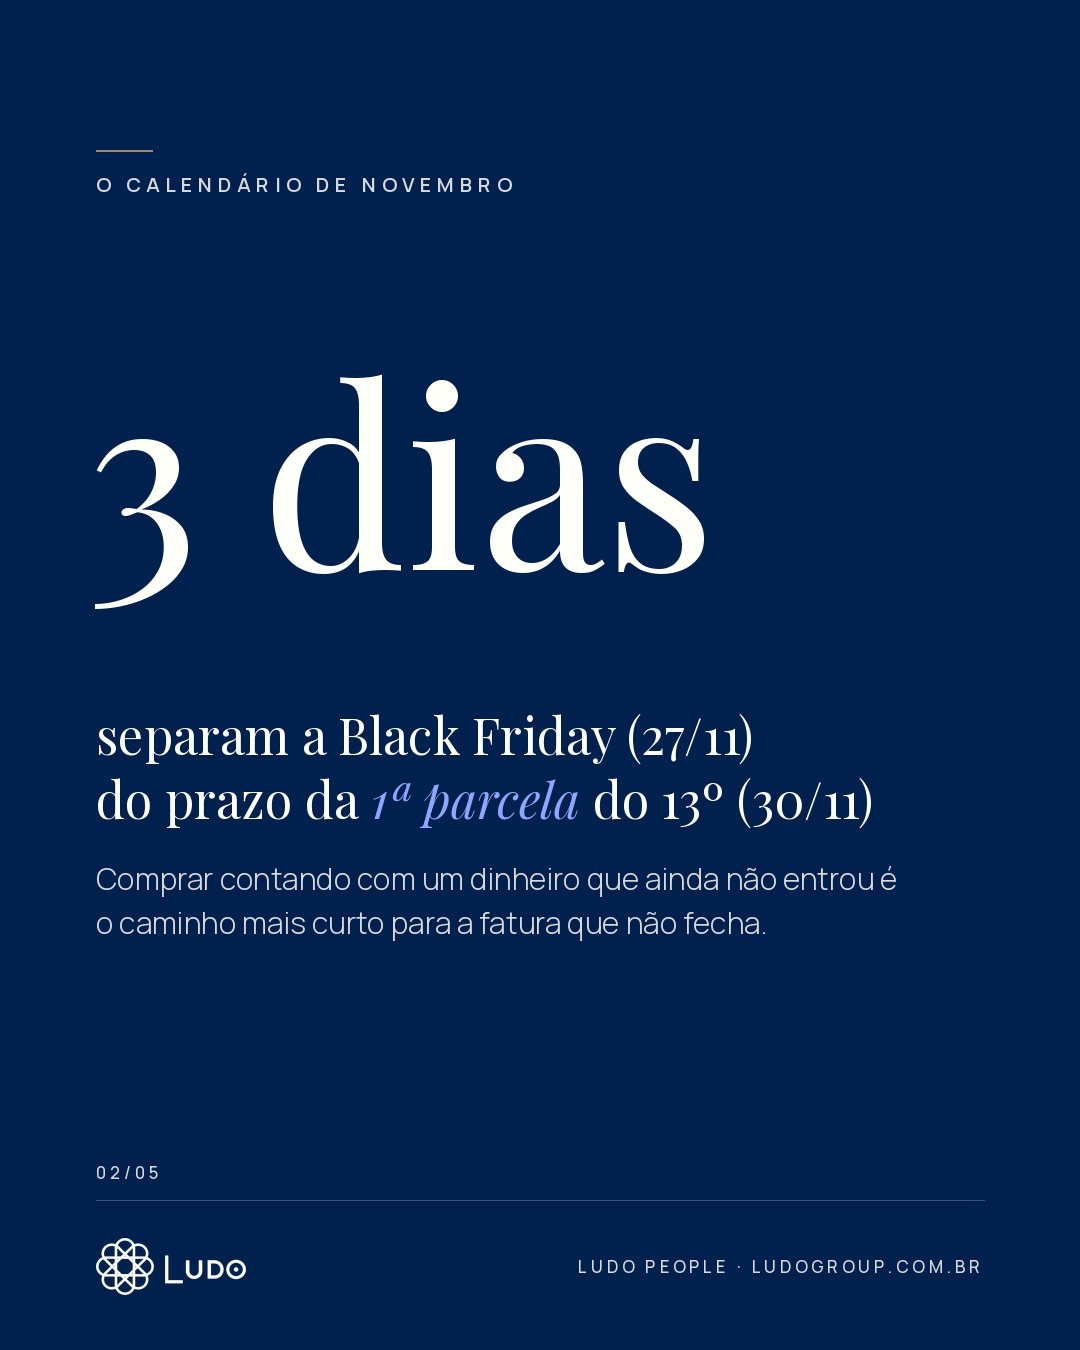 O CALENDÁRIO DE NOVEMBRO
3 dias
separam a Black Friday (27/11)
do prazo da 1ª parcela do 13º (30/11)
Comprar contando com um dinheiro que ainda não entrou é
o caminho mais curto para a fatura que não fecha.
02/05
LUDO
LUDO PEOPLE · LUDOGROUP.COM.BR